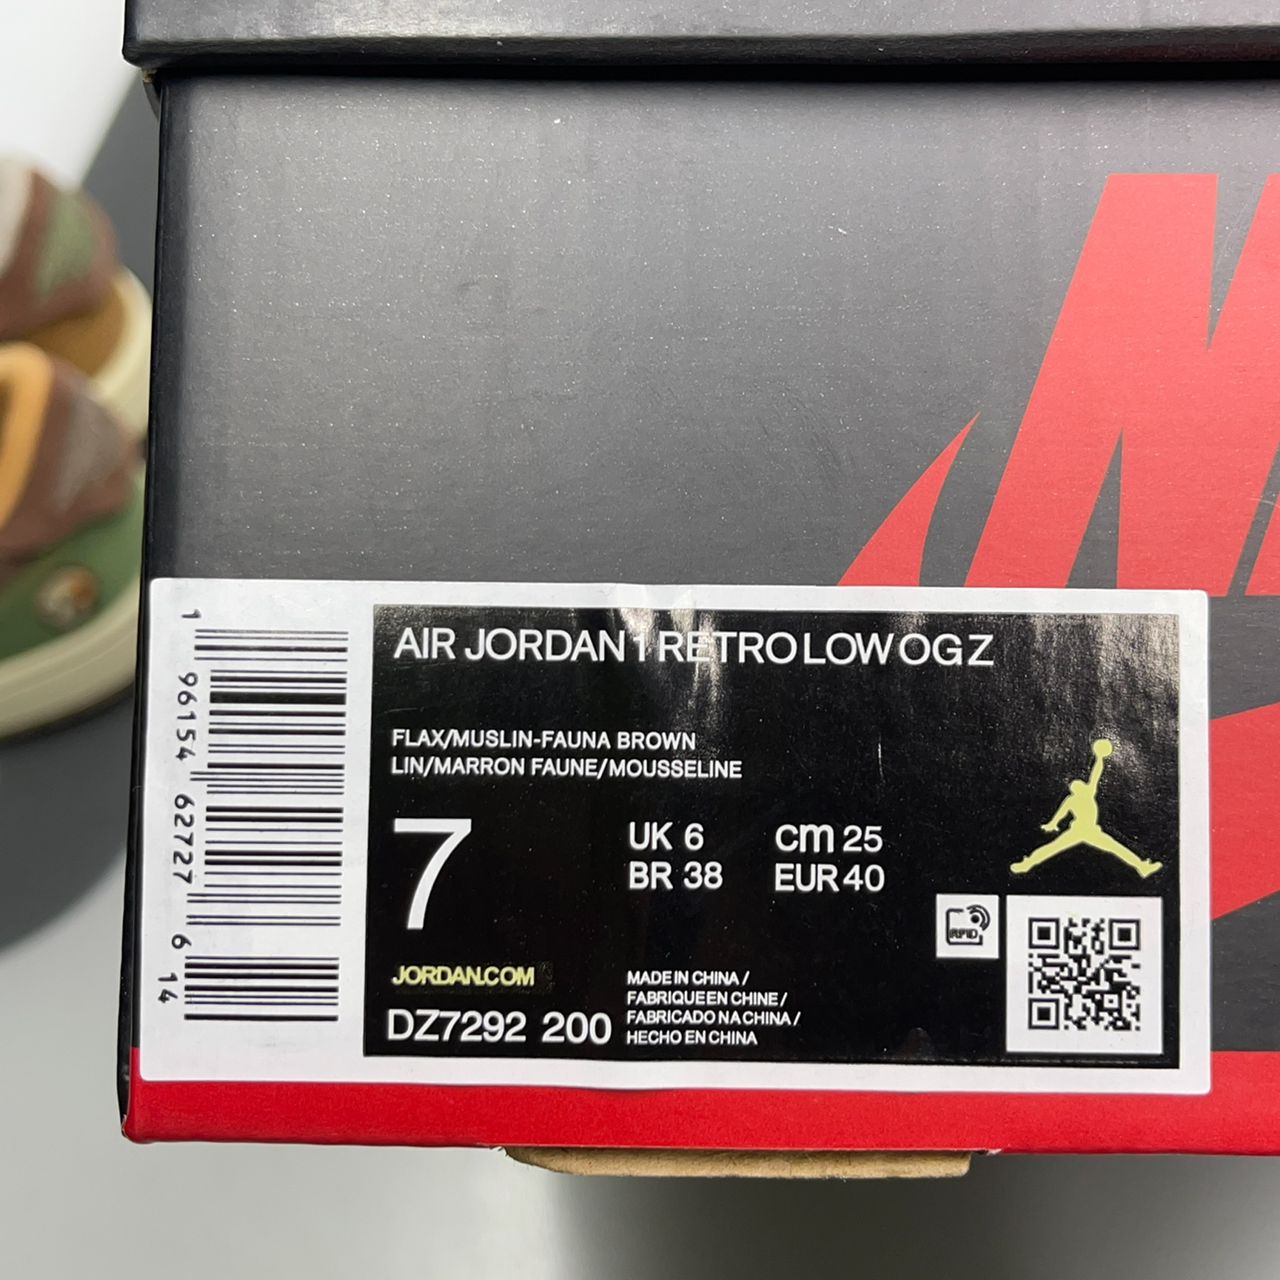 AIR JORDAN 1 RETRO LOW OG Z
FLAX/MUSLIN-FAUNA BROWN
LIN/MARRON FAUNE/MOUSSELINE
7
UK 6
cm 25
BR 38
EUR 40
JORDAN.COM
DZ7292 200
MADE IN CHINA /
FABRIQUE EN CHINE /
FABRICADO NA CHINA /
HECHO EN CHINA
RFID
1 96154 62727 6 14